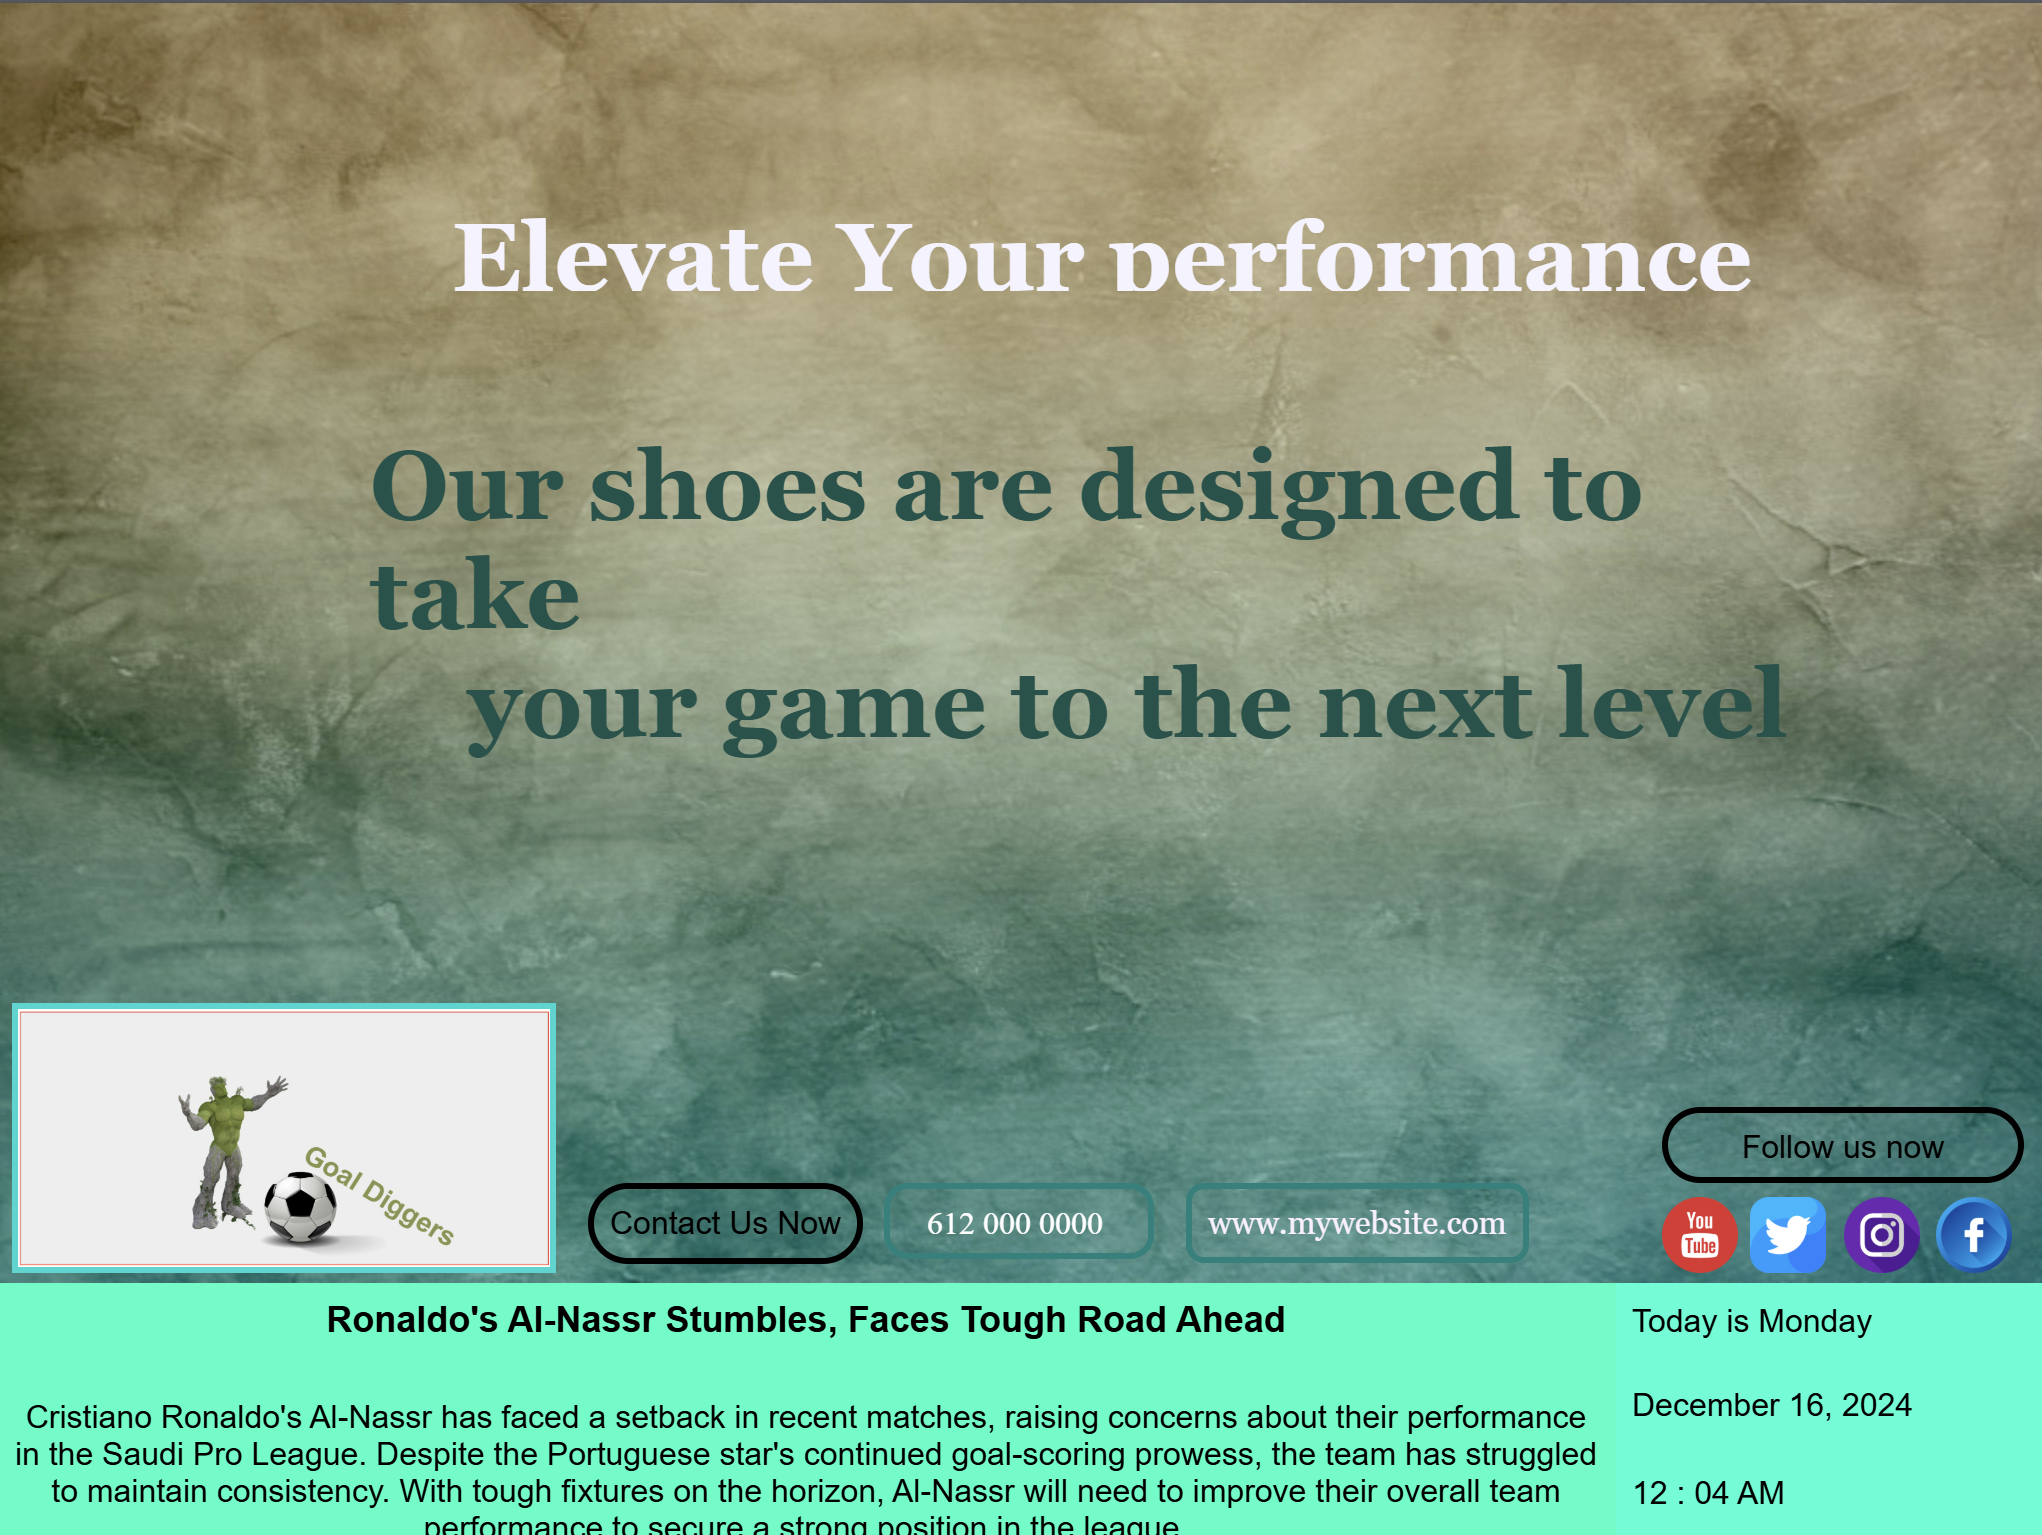 Elevate Your performance
Our shoes are designed to
take
your game to the next level
Goal Diggers
Contact Us Now
612 000 0000
www.mywebsite.com
Follow us now
You
Tube
Ronaldo's Al-Nassr Stumbles, Faces Tough Road Ahead
Cristiano Ronaldo's Al-Nassr has faced a setback in recent matches, raising concerns about their performance
in the Saudi Pro League. Despite the Portuguese star's continued goal-scoring prowess, the team has struggled
to maintain consistency. With tough fixtures on the horizon, Al-Nassr will need to improve their overall team
performance to secure a strong position in the league.
Today is Monday
December 16, 2024
12 : 04 AM